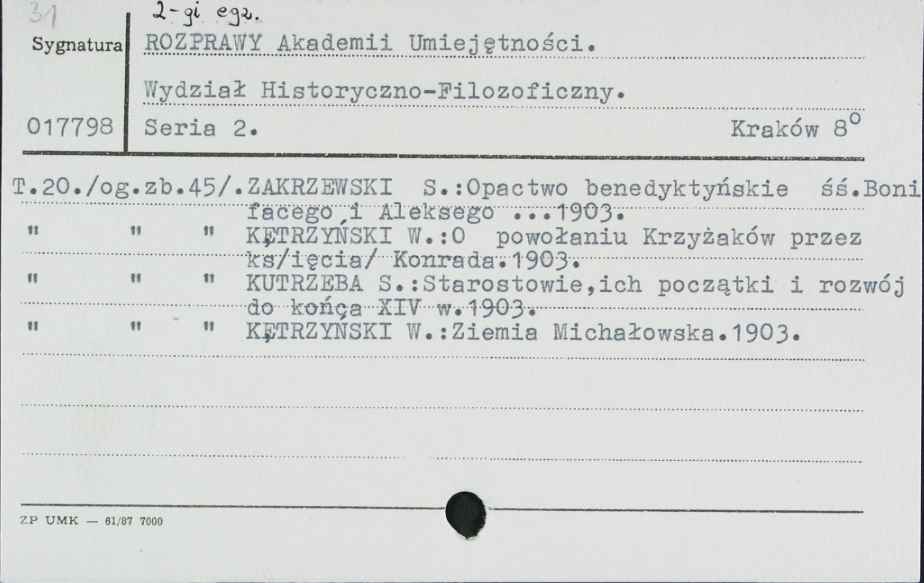 31
2-gi egz.
Sygnatura ROZPRAWY Akademii Umiejętności.
Wydział Historyczno-Filozoficzny.
017798 Seria 2. Kraków 8°
T.20./og.zb.45/.ZAKRZEWSKI S.:Opactwo benedyktyńskie śś.Boni
facego i Aleksego ...1903.
" " " KĘTRZYŃSKI W.:O powołaniu Krzyżaków przez
ks/ięcia/ Konrada.1903.
" " " KUTRZEBA S.:Starostowie,ich początki i rozwój
do końca XIV w.1903.
" " " KĘTRZYŃSKI W.:Ziemia Michałowska.1903.
ZP UMK — 61/87 7000